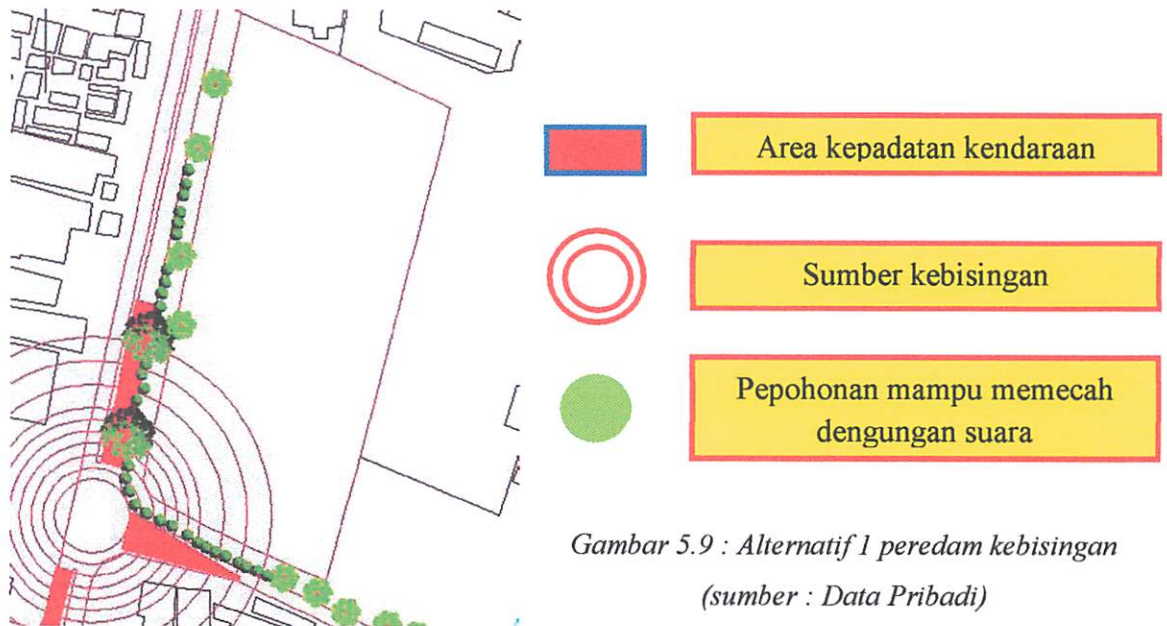 Area kepadatan kendaraan
Sumber kebisingan
Pepohonan mampu memecah
dengungan suara
Gambar 5.9 : Alternatif 1 peredam kebisingan
(sumber : Data Pribadi)